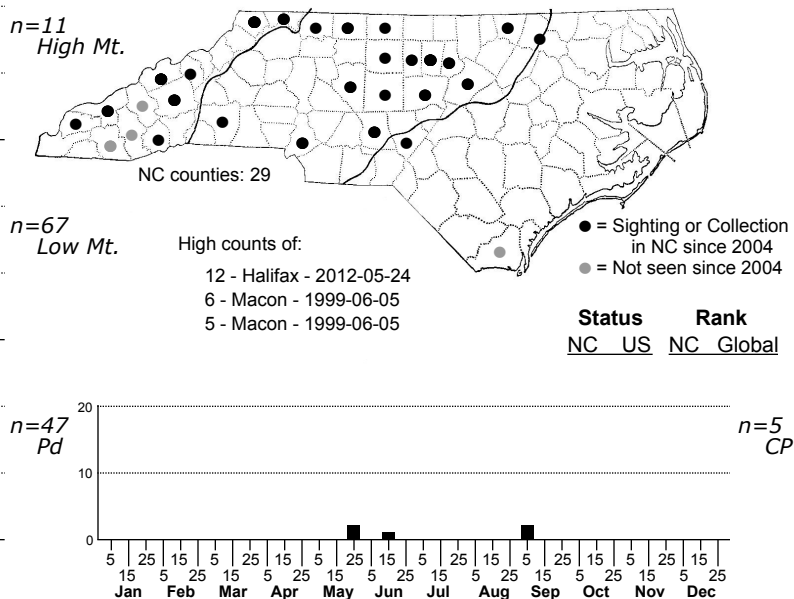 n=11
High Mt.
NC counties: 29
n=67
Low Mt.
High counts of:
12 - Halifax - 2012-05-24
6 - Macon - 1999-06-05
5 - Macon - 1999-06-05
= Sighting or Collection
in NC since 2004
= Not seen since 2004
Status Rank
NC US NC Global
n=47
Pd
n=5
CP
20
10
0
5 25 15 5 25 15 5 25 15 5 25 15 5 25 15 5 25 15
15 5 25 15 5 25 15 5 25 15 5 25 15 5 25 15 5 25
Jan Feb Mar Apr May Jun Jul Aug Sep Oct Nov Dec